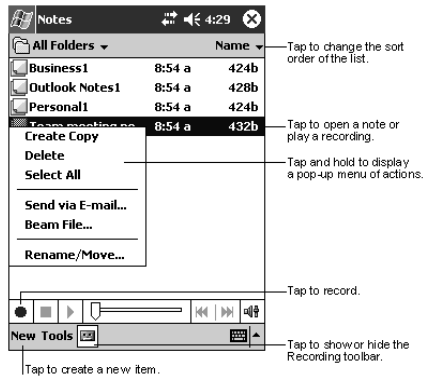 Notes 4:29
All Folders Name
Tap to change the sort
order of the list.
Business1 8:54 a 424b
Outlook Notes1 8:54 a 428b
Personal1 8:54 a 424b
Team meeting no 8:54 a 432b
Tap to open a note or
play a recording.
Create Copy
Delete
Select All
Tap and hold to display
a pop-up menu of actions.
Send via E-mail...
Beam File...
Rename/Move...
Tap to record.
New Tools
Tap to show or hide the
Recording toolbar.
Tap to create a new item.